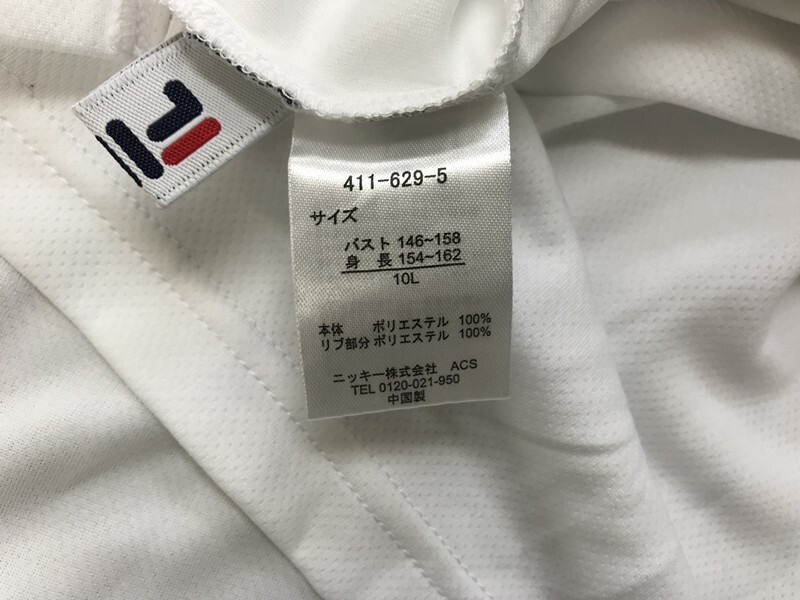 411-629-5
サイズ
バスト 146~158
身 長 154~162
10L
本体 ポリエステル 100%
リブ部分 ポリエステル 100%
ニッキー株式会社 ACS
TEL 0120-021-950
中国製